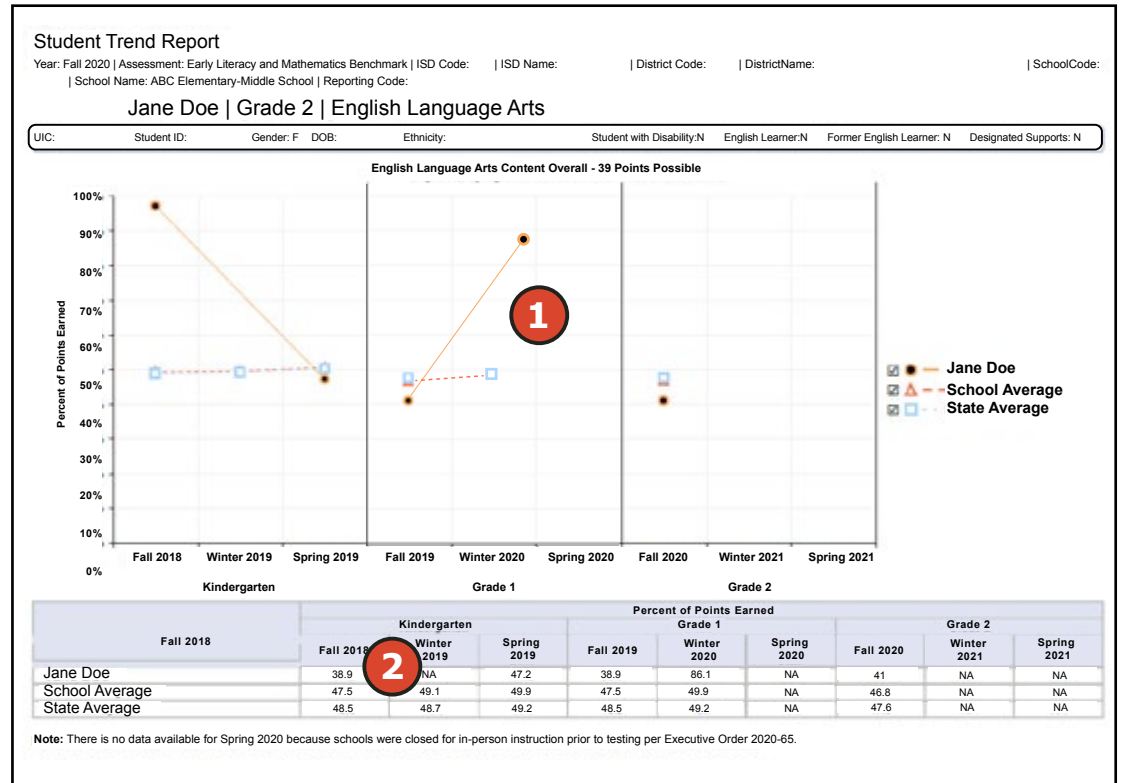 Student Trend Report
Year: Fall 2020 | Assessment: Early Literacy and Mathematics Benchmark | ISD Code: | ISD Name: | District Code: | DistrictName: | SchoolCode:
| School Name: ABC Elementary-Middle School | Reporting Code:
Jane Doe | Grade 2 | English Language Arts
UIC: Student ID: Gender: F DOB: Ethnicity: Student with Disability:N English Learner:N Former English Learner: N Designated Supports: N
English Language Arts Content Overall - 39 Points Possible
Percent of Points Earned
100%
90%
80%
70%
60%
50%
40%
30%
20%
10%
0%
1
Jane Doe
School Average
State Average
Fall 2018 Winter 2019 Spring 2019 Fall 2019 Winter 2020 Spring 2020 Fall 2020 Winter 2021 Spring 2021
Kindergarten Grade 1 Grade 2
Percent of Points Earned
Kindergarten Grade 1 Grade 2
Fall 2018 Fall 2018 Winter 2019 Spring 2019 Fall 2019 Winter 2020 Spring 2020 Fall 2020 Winter 2021 Spring 2021
2
Jane Doe 38.9 NA 47.2 38.9 86.1 NA 41 NA NA
School Average 47.5 49.1 49.9 47.5 49.9 NA 46.8 NA NA
State Average 48.5 48.7 49.2 48.5 49.2 NA 47.6 NA NA
Note: There is no data available for Spring 2020 because schools were closed for in-person instruction prior to testing per Executive Order 2020-65.